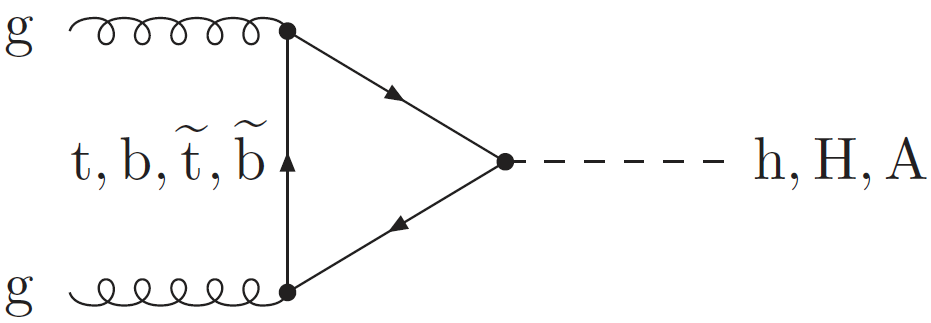 g
t, b, t̃, b̃
h, H, A
g